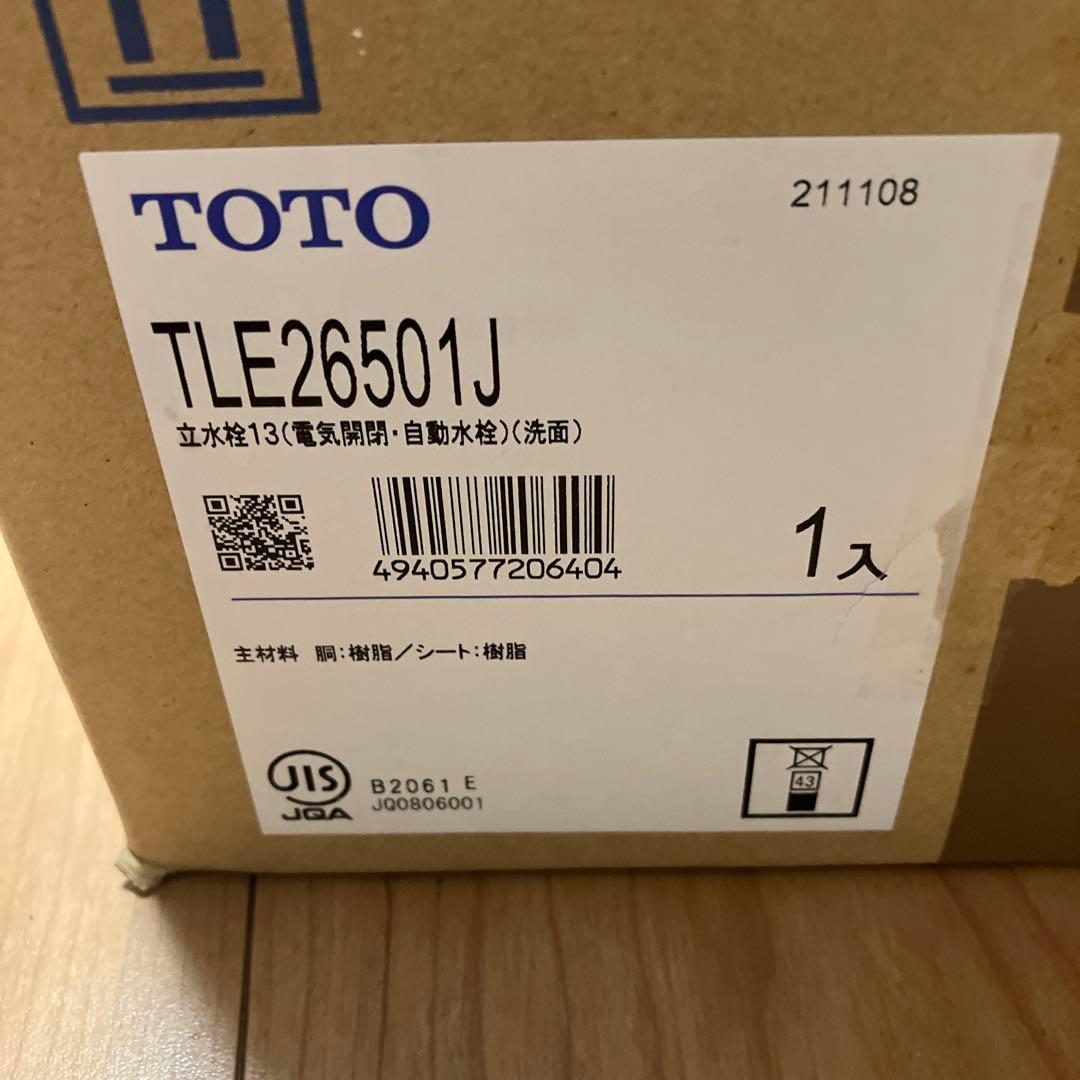 TOTO
211108
TLE26501J
立水栓13(電気開閉・自動水栓)(洗面)
4940577206404
1入
主材料 胴:樹脂/シート:樹脂
JIS
JQA
B2061 E
JQ0806001
43